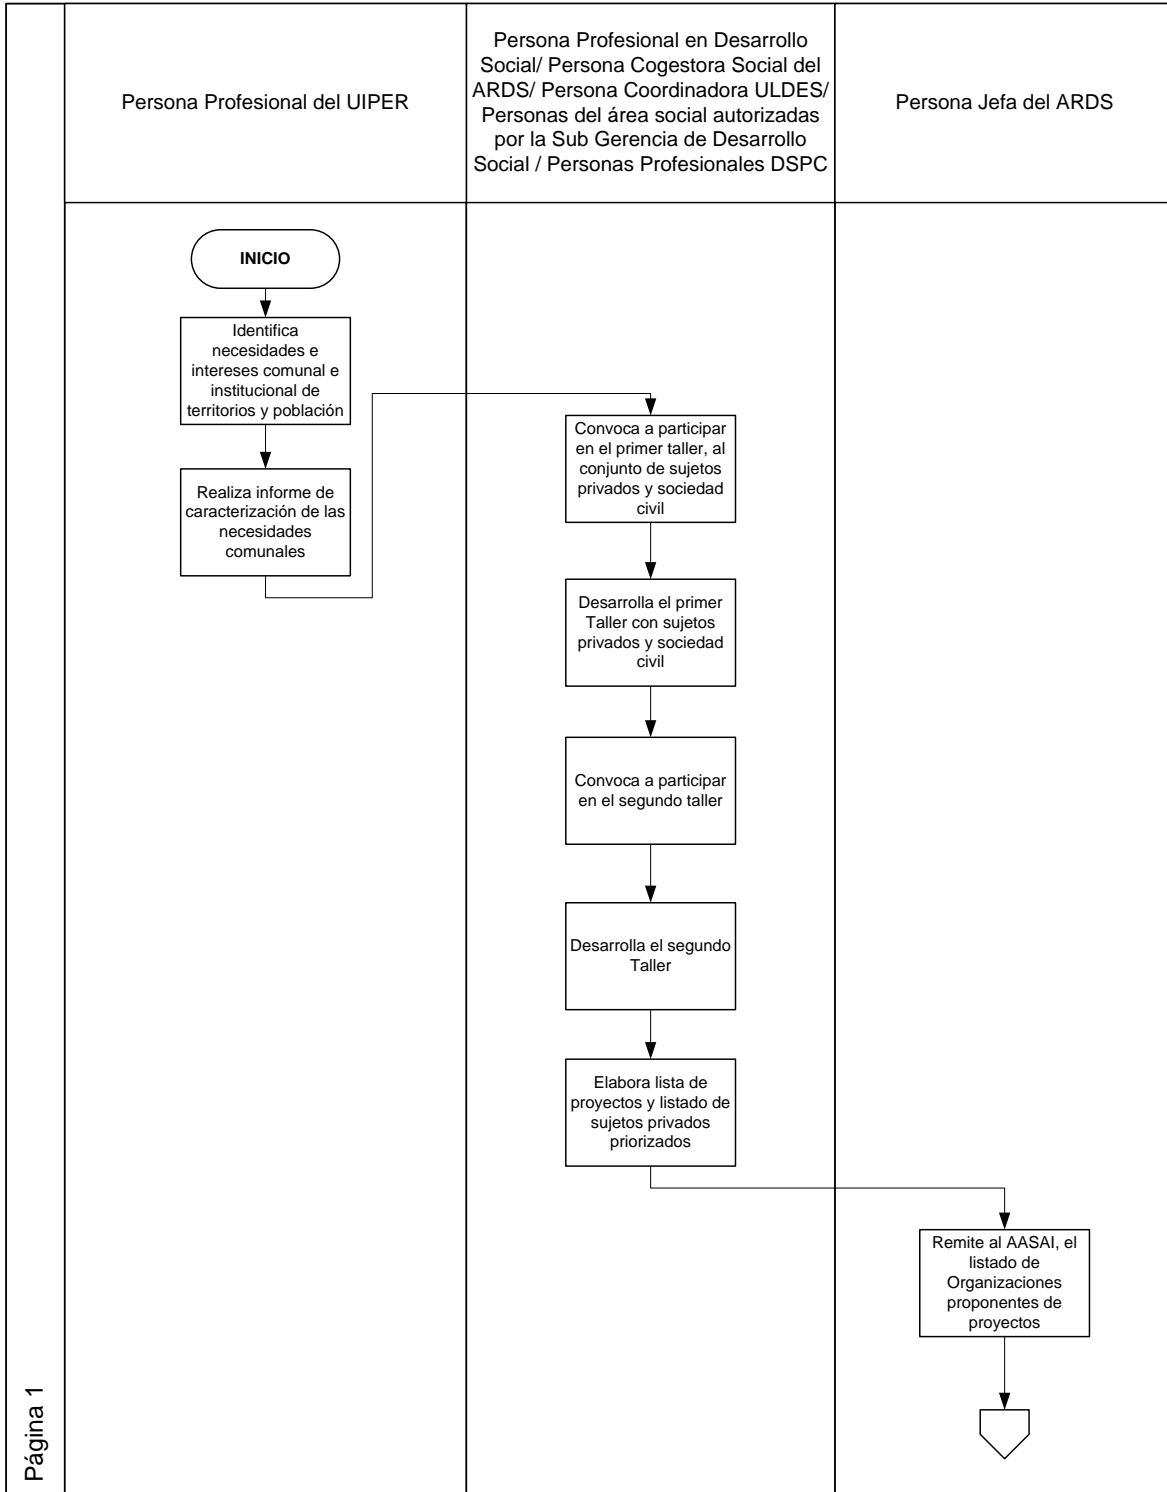 Persona Profesional del UIPER
Persona Profesional en Desarrollo
Social/ Persona Cogestora Social del
ARDS/ Persona Coordinadora ULDES/
Personas del área social autorizadas
por la Sub Gerencia de Desarrollo
Social / Personas Profesionales DSPC
Persona Jefa del ARDS
INICIO
Identifica
necesidades e
intereses comunal e
institucional de
territorios y población
Realiza informe de
caracterización de las
necesidades
comunales
Convoca a participar
en el primer taller, al
conjunto de sujetos
privados y sociedad
civil
Desarrolla el primer
Taller con sujetos
privados y sociedad
civil
Convoca a participar
en el segundo taller
Desarrolla el segundo
Taller
Elabora lista de
proyectos y listado de
sujetos privados
priorizados
Remite al AASAI, el
listado de
Organizaciones
proponentes de
proyectos
Página 1